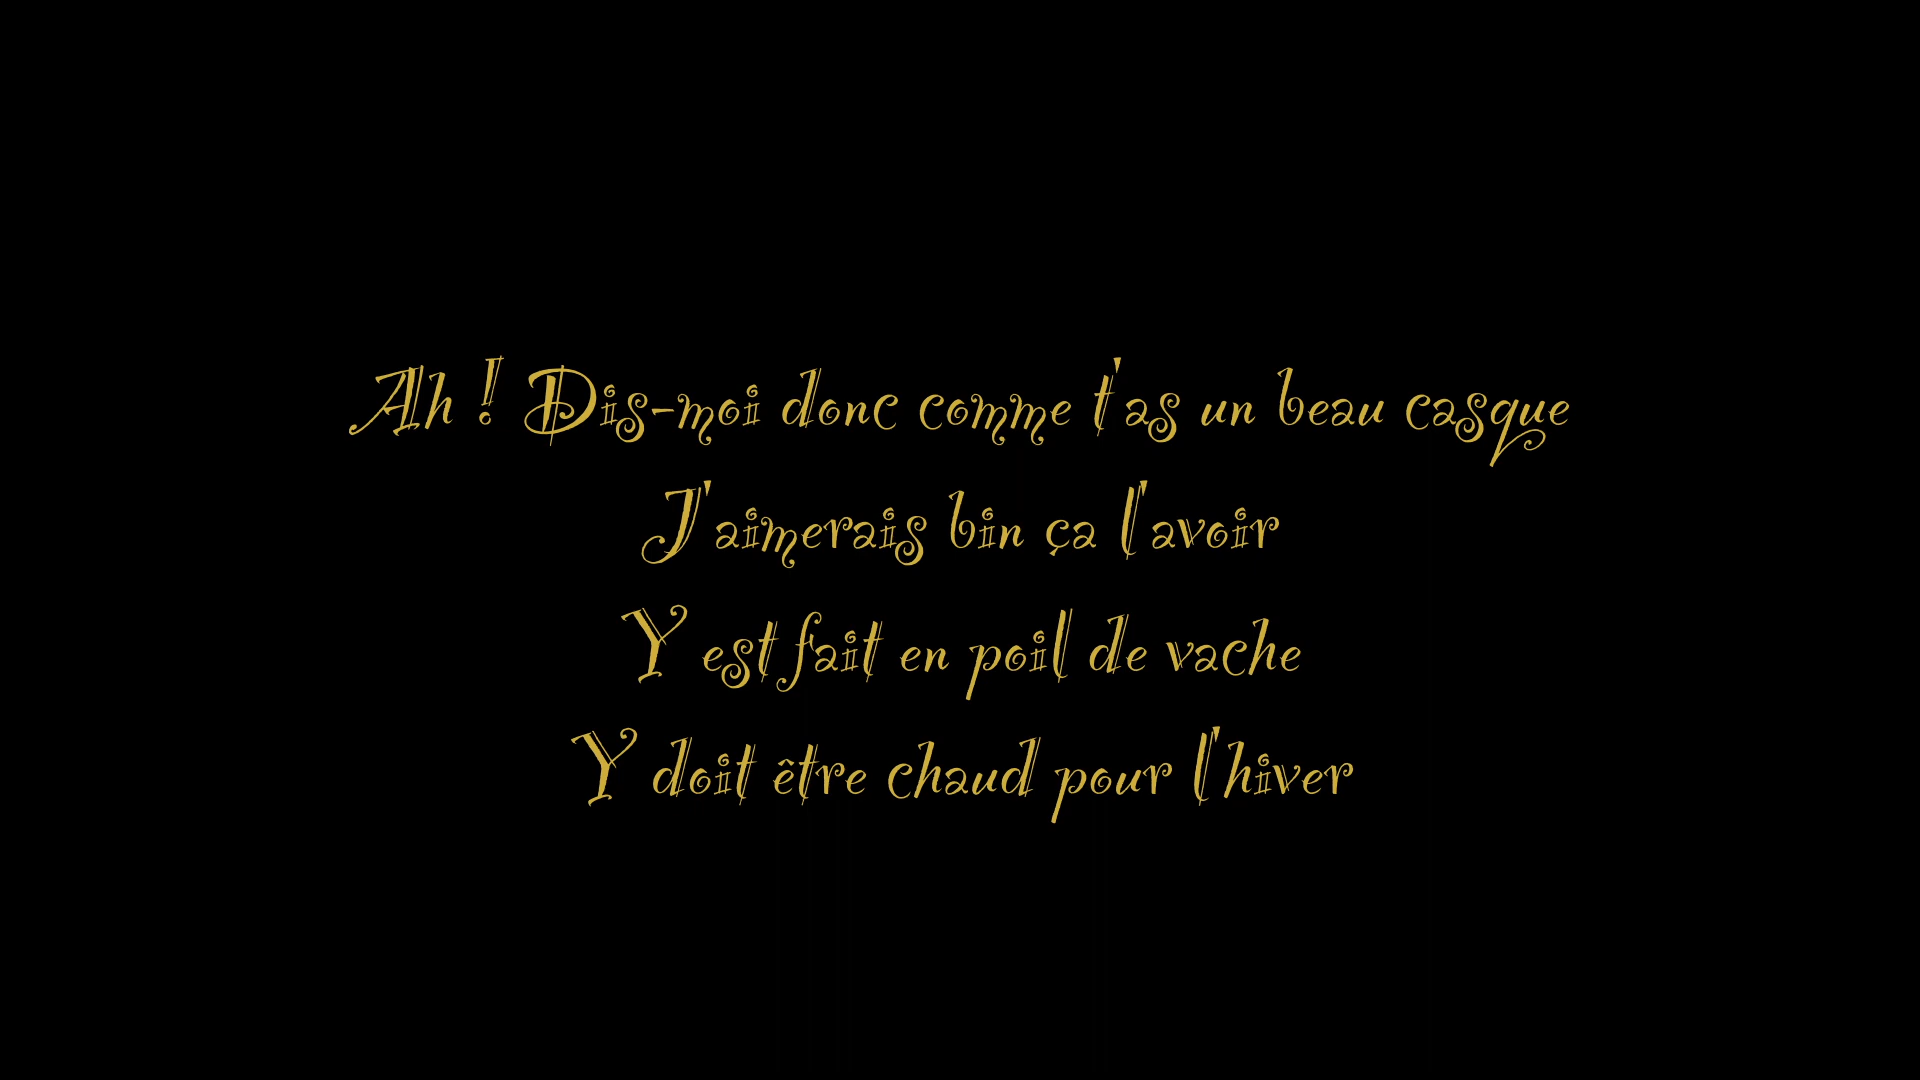 Ah ! Dis-moi donc comme t'as un beau casque
J'aimerais bin ça l'avoir
Y est fait en poil de vache
Y doit être chaud pour l'hiver